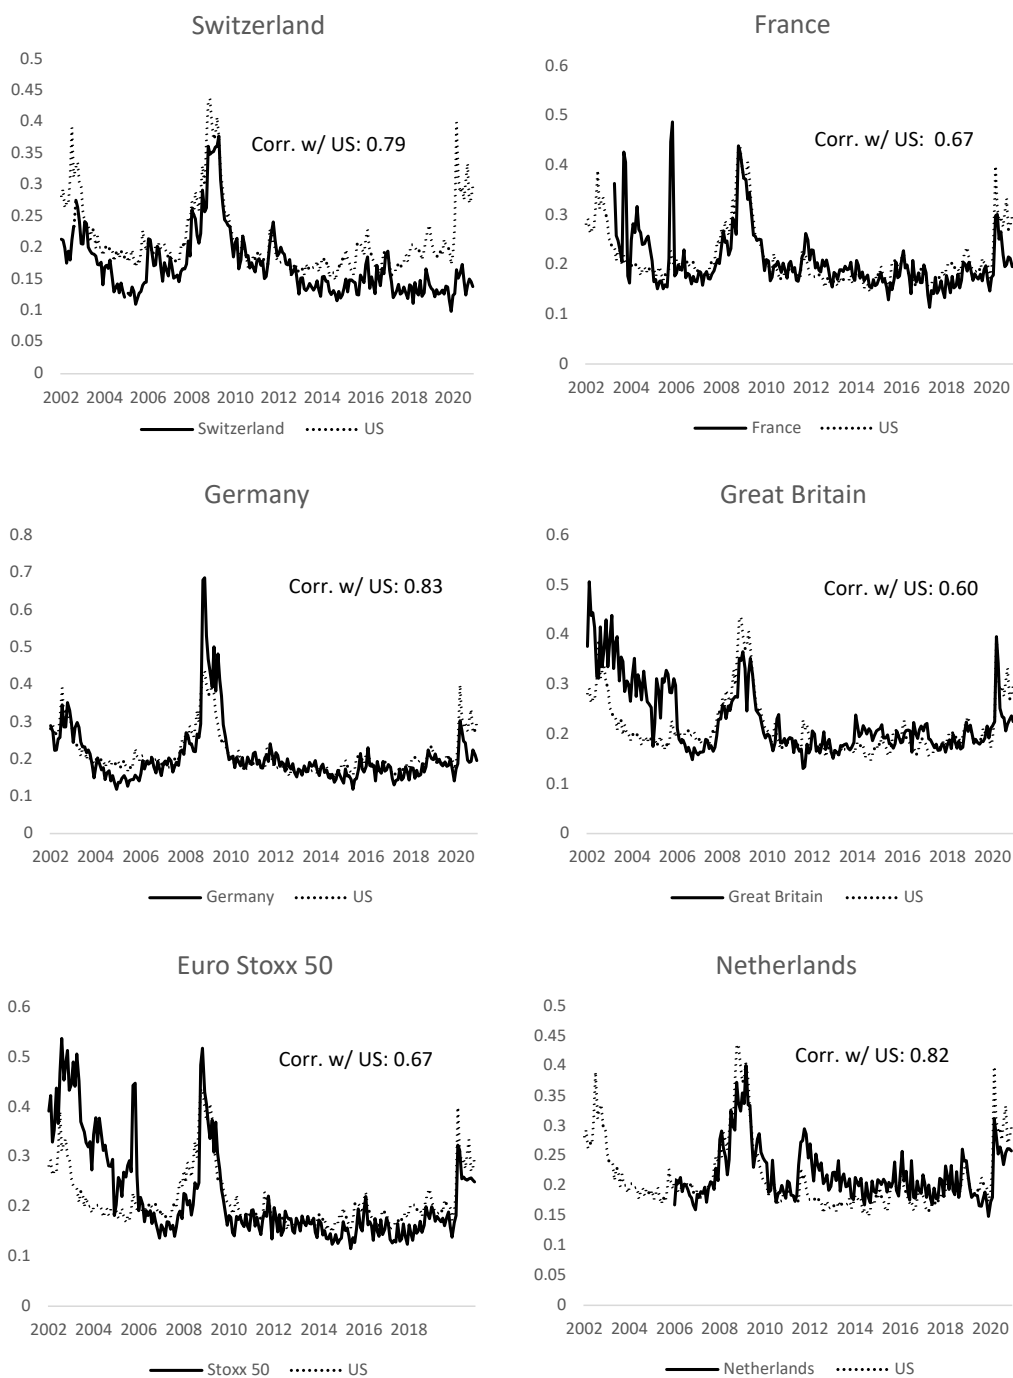 Switzerland
0.5
0.45
0.4
0.35
0.3
0.25
0.2
0.15
0.1
0.05
0
Corr. w/ US: 0.79
2002 2004 2006 2008 2010 2012 2014 2016 2018 2020
Switzerland US
France
0.6
0.5
0.4
0.3
0.2
0.1
0
Corr. w/ US: 0.67
2002 2004 2006 2008 2010 2012 2014 2016 2018 2020
France US
Germany
0.8
0.7
0.6
0.5
0.4
0.3
0.2
0.1
0
Corr. w/ US: 0.83
2002 2004 2006 2008 2010 2012 2014 2016 2018 2020
Germany US
Great Britain
0.6
0.5
0.4
0.3
0.2
0.1
0
Corr. w/ US: 0.60
2002 2004 2006 2008 2010 2012 2014 2016 2018 2020
Great Britain US
Euro Stoxx 50
0.6
0.5
0.4
0.3
0.2
0.1
0
Corr. w/ US: 0.67
2002 2004 2006 2008 2010 2012 2014 2016 2018
Stoxx 50 US
Netherlands
0.5
0.45
0.4
0.35
0.3
0.25
0.2
0.15
0.1
0.05
0
Corr. w/ US: 0.82
2002 2004 2006 2008 2010 2012 2014 2016 2018 2020
Netherlands US